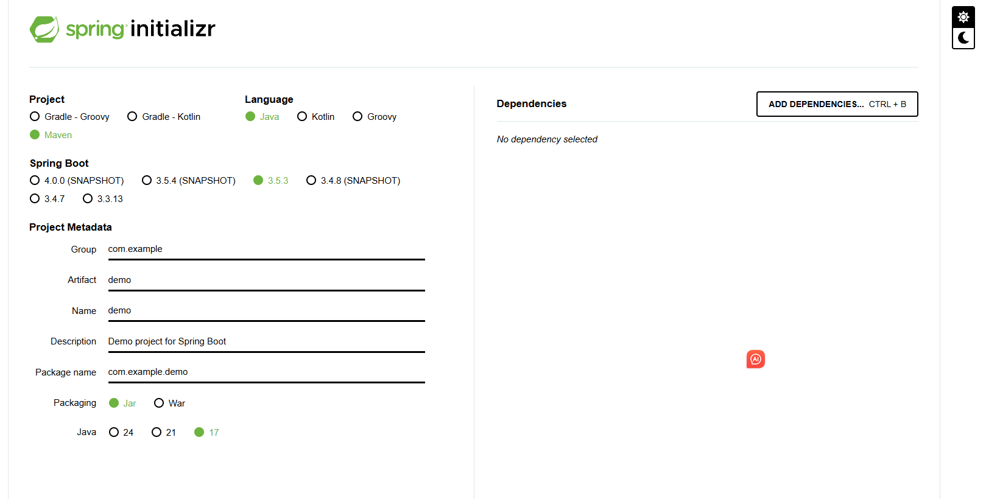 spring initializr
Project
Gradle - Groovy Gradle - Kotlin
Maven
Language
Java Kotlin Groovy
Spring Boot
4.0.0 (SNAPSHOT) 3.5.4 (SNAPSHOT) 3.5.3 3.4.8 (SNAPSHOT)
3.4.7 3.3.13
Project Metadata
Group com.example
Artifact demo
Name demo
Description Demo project for Spring Boot
Package name com.example.demo
Packaging Jar War
Java 24 21 17
Dependencies
ADD DEPENDENCIES... CTRL + B
No dependency selected
AI